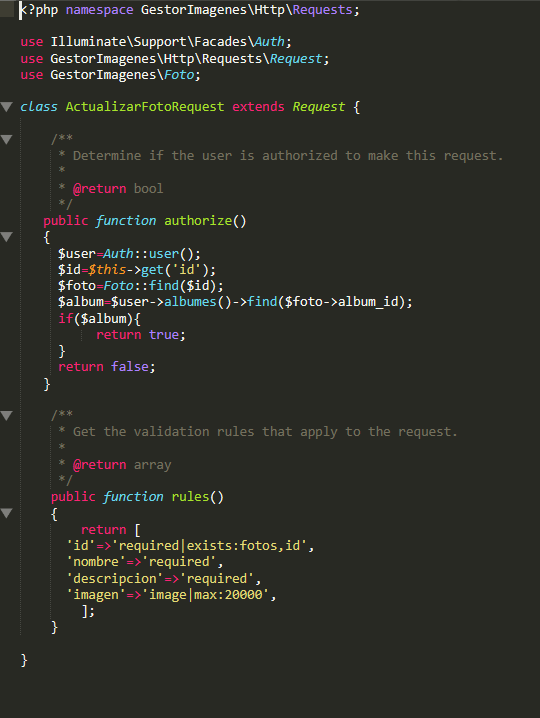 <?php namespace GestorImagenes\Http\Requests;
use Illuminate\Support\Facades\Auth;
use GestorImagenes\Http\Requests\Request;
use GestorImagenes\Foto;
class ActualizarFotoRequest extends Request {
/**
* Determine if the user is authorized to make this request.
*
* @return bool
*/
public function authorize()
{
$user=Auth::user();
$id=$this->get('id');
$foto=Foto::find($id);
$album=$user->albumes()->find($foto->album_id);
if($album){
return true;
}
return false;
}
/**
* Get the validation rules that apply to the request.
*
* @return array
*/
public function rules()
{
return [
'id'=>'required|exists:fotos,id',
'nombre'=>'required',
'descripcion'=>'required',
'imagen'=>'image|max:20000',
];
}
}